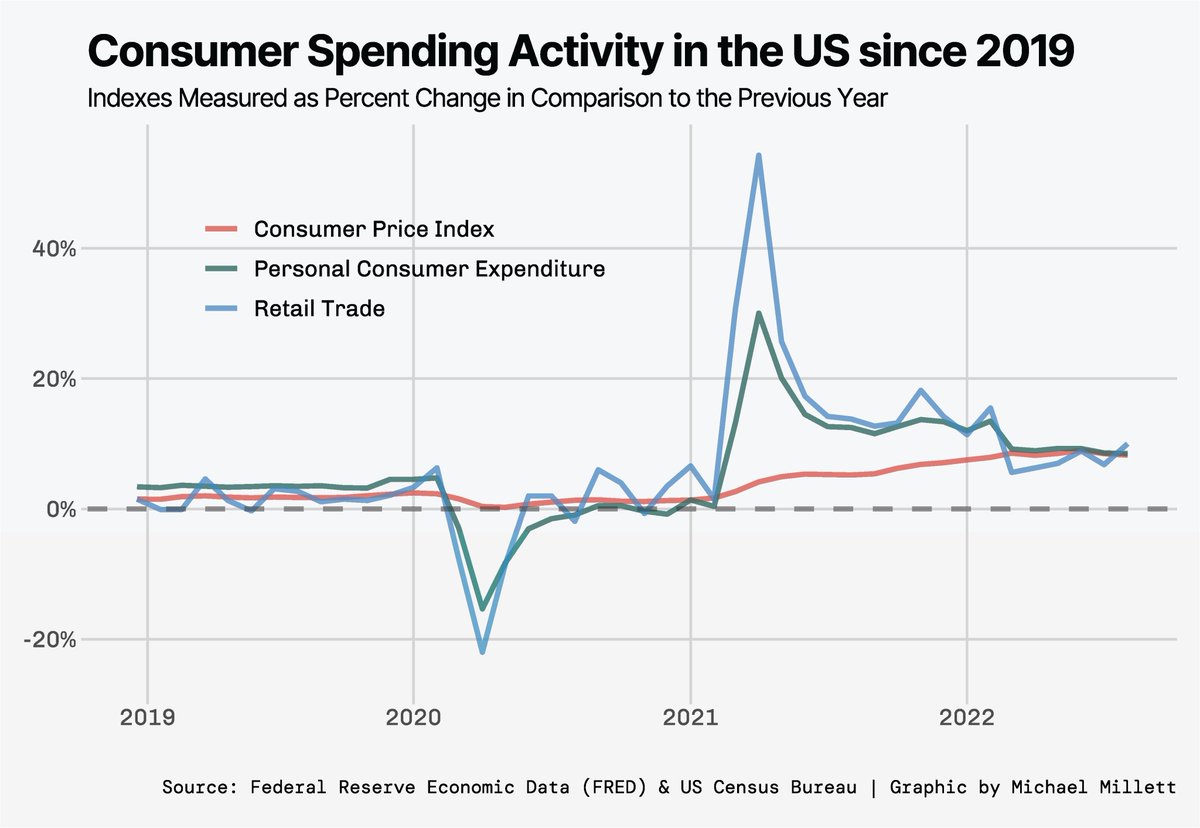 Consumer Spending Activity in the US since 2019
Indexes Measured as Percent Change in Comparison to the Previous Year
Consumer Price Index
Personal Consumer Expenditure
Retail Trade
40%
20%
0%
-20%
2019 2020 2021 2022
Source: Federal Reserve Economic Data (FRED) & US Census Bureau | Graphic by Michael Millett